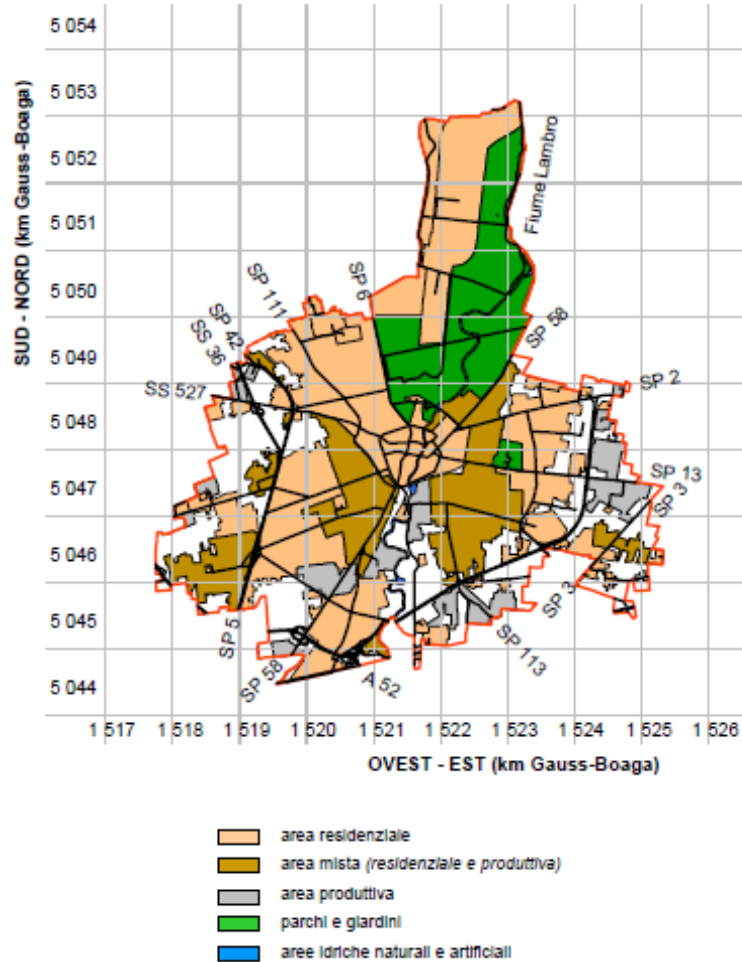 5 054
5 053
5 052
5 051
5 050
5 049
5 048
5 047
5 046
5 045
5 044
SUD - NORD (km Gauss-Boaga)
Fiume Lambro
SP 6
SP 111
SP 42
SS 36
SS 527
SP 58
SP 2
SP 13
SP 3
SP 3
SP 5
SP 58
A 52
SP 113
1 517 1 518 1 519 1 520 1 521 1 522 1 523 1 524 1 525 1 526
OVEST - EST (km Gauss-Boaga)
area residenziale
area mista (residenziale e produttiva)
area produttiva
parchi e giardini
aree idriche naturali e artificiali